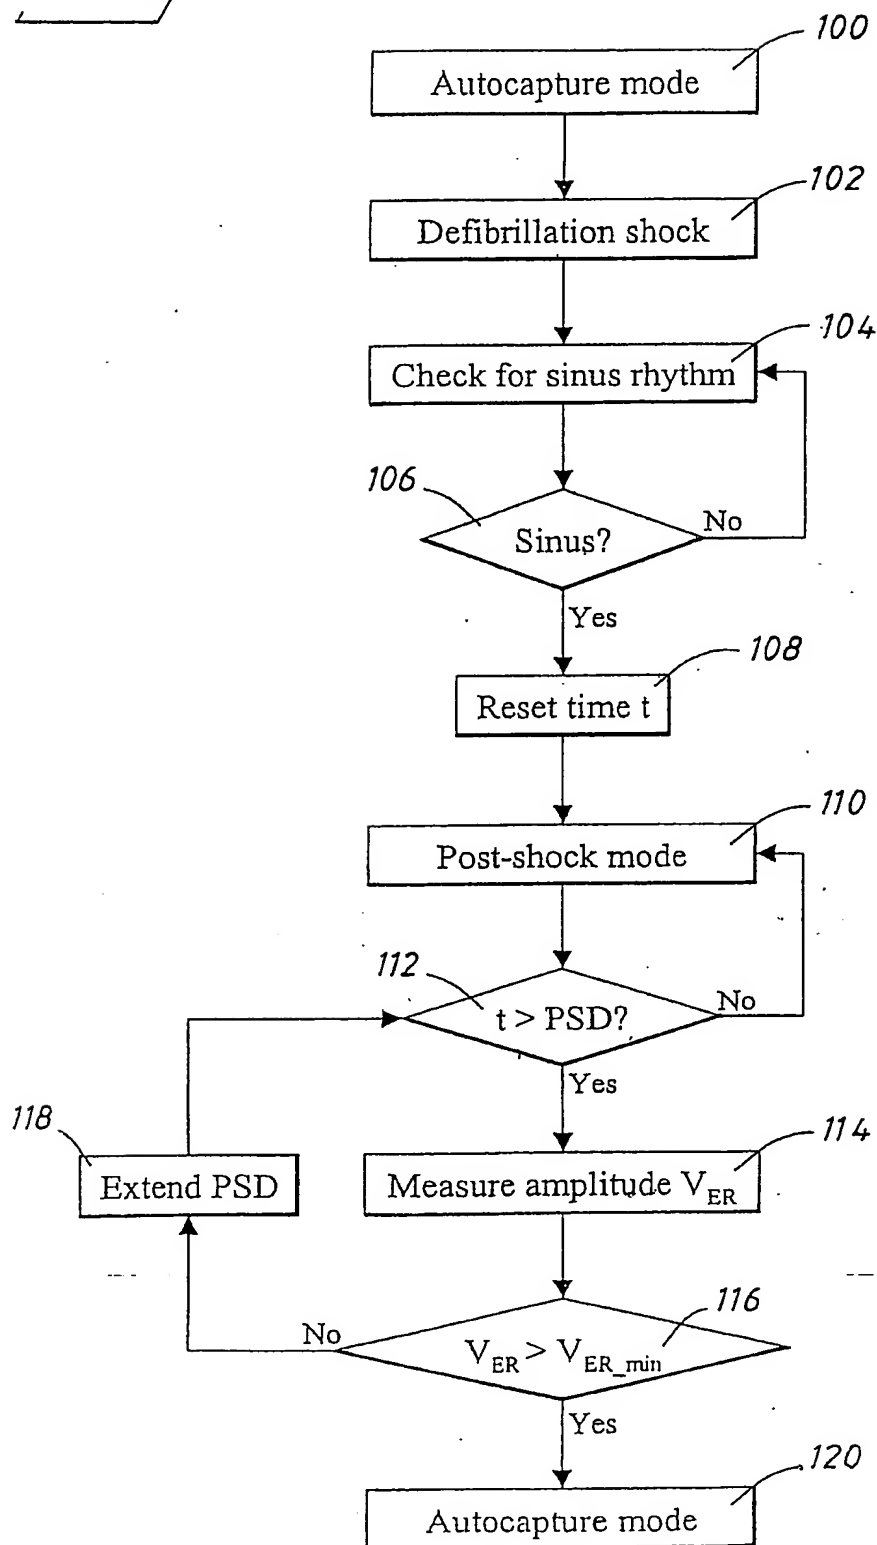 100
Autocapture mode
102
Defibrillation shock
104
Check for sinus rhythm
106
Sinus?
No
Yes
108
Reset time t
110
Post-shock mode
112
t > PSD?
No
Yes
118
Extend PSD
114
Measure amplitude V_ER
116
V_ER > V_ER_min
No
Yes
120
Autocapture mode